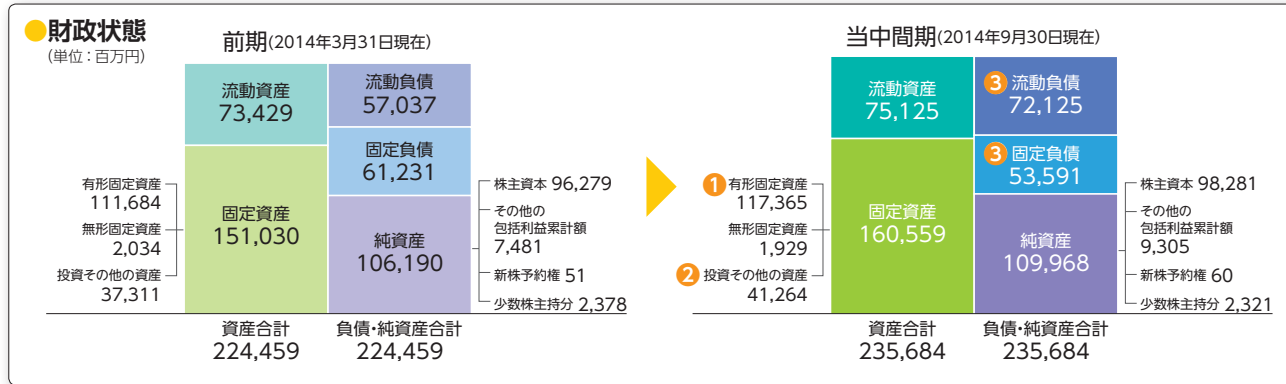 ●財政状態
(単位：百万円)
前期(2014年3月31日現在)
流動資産
73,429
固定資産
151,030
流動負債
57,037
固定負債
61,231
純資産
106,190
有形固定資産
111,684
無形固定資産
2,034
投資その他の資産
37,311
株主資本 96,279
その他の
包括利益累計額
7,481
新株予約権 51
少数株主持分 2,378
資産合計
224,459
負債・純資産合計
224,459
当中間期(2014年9月30日現在)
流動資産
75,125
固定資産
160,559
3 流動負債
72,125
3 固定負債
53,591
純資産
109,968
1 有形固定資産
117,365
無形固定資産
1,929
2 投資その他の資産
41,264
株主資本 98,281
その他の
包括利益累計額
9,305
新株予約権 60
少数株主持分 2,321
資産合計
235,684
負債・純資産合計
235,684